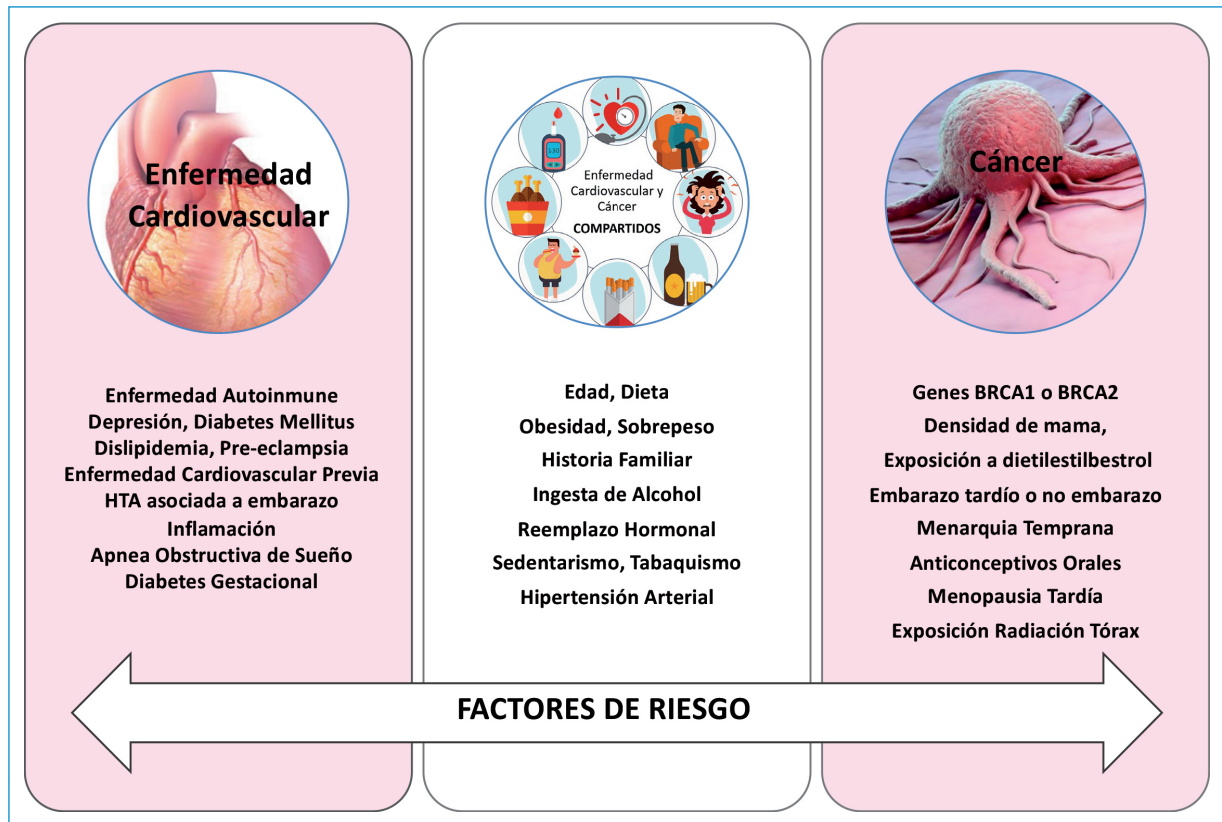 Enfermedad
Cardiovascular
Enfermedad Autoinmune
Depresión, Diabetes Mellitus
Dislipidemia, Pre-eclampsia
Enfermedad Cardiovascular Previa
HTA asociada a embarazo
Inflamación
Apnea Obstructiva de Sueño
Diabetes Gestacional
130
Enfermedad
Cardiovascular y
Cáncer
COMPARTIDOS
Edad, Dieta
Obesidad, Sobrepeso
Historia Familiar
Ingesta de Alcohol
Reemplazo Hormonal
Sedentarismo, Tabaquismo
Hipertensión Arterial
Cáncer
Genes BRCA1 o BRCA2
Densidad de mama,
Exposición a dietilestilbestrol
Embarazo tardío o no embarazo
Menarquia Temprana
Anticonceptivos Orales
Menopausia Tardía
Exposición Radiación Tórax
FACTORES DE RIESGO